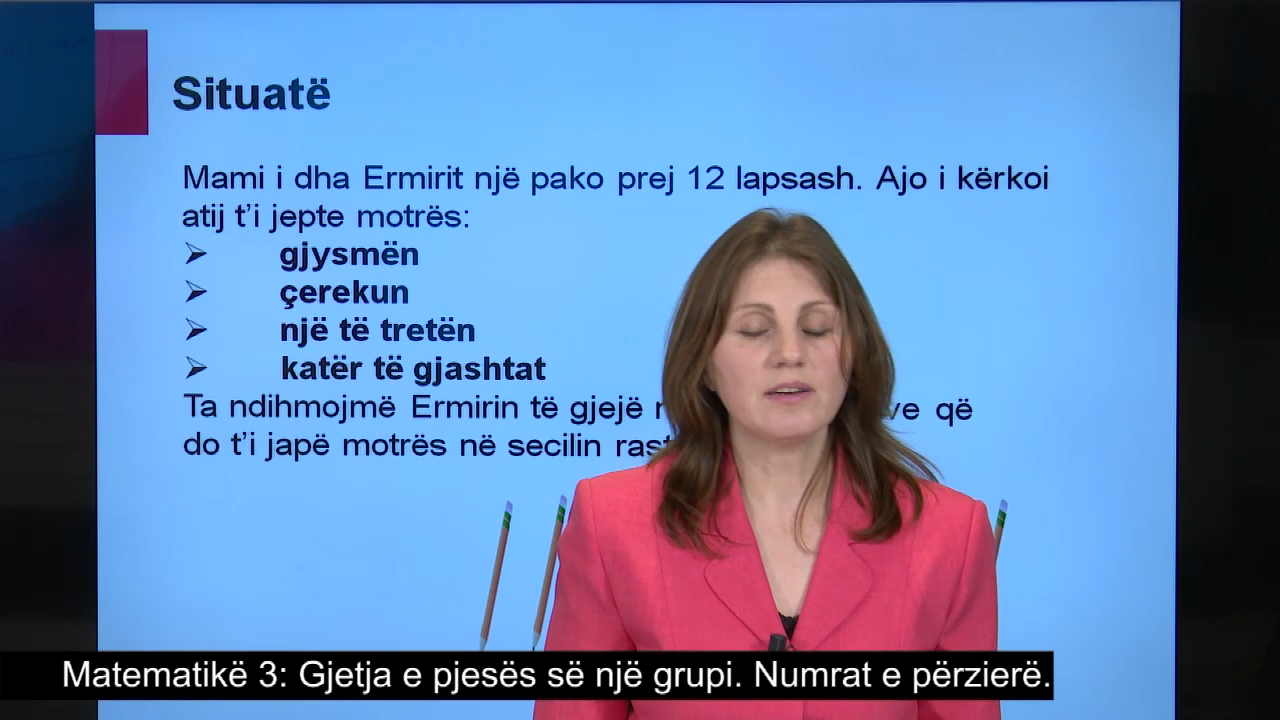 Situatë
Mami i dha Ermirit një pako prej 12 lapsash. Ajo i kërkoi
atij t'i jepte motrës:
➢ gjysmën
➢ çerekun
➢ një të tretën
➢ katër të gjashtat
Ta ndihmojmë Ermirin të gjejë që
do t'i japë motrës në secilin
Matematikë 3: Gjetja e pjesës së një grupi. Numrat e përzierë.